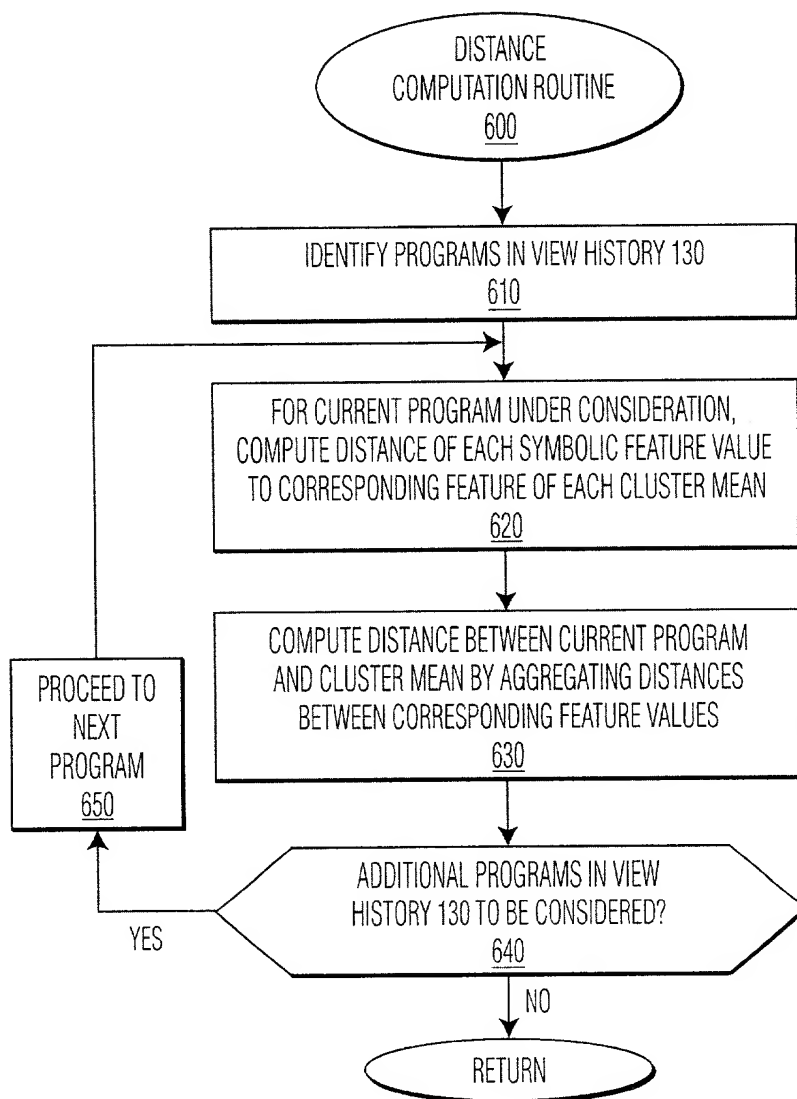 DISTANCE
COMPUTATION ROUTINE
600
IDENTIFY PROGRAMS IN VIEW HISTORY 130
610
FOR CURRENT PROGRAM UNDER CONSIDERATION,
COMPUTE DISTANCE OF EACH SYMBOLIC FEATURE VALUE
TO CORRESPONDING FEATURE OF EACH CLUSTER MEAN
620
COMPUTE DISTANCE BETWEEN CURRENT PROGRAM
AND CLUSTER MEAN BY AGGREGATING DISTANCES
BETWEEN CORRESPONDING FEATURE VALUES
630
PROCEED TO
NEXT
PROGRAM
650
ADDITIONAL PROGRAMS IN VIEW
HISTORY 130 TO BE CONSIDERED?
640
YES
NO
RETURN